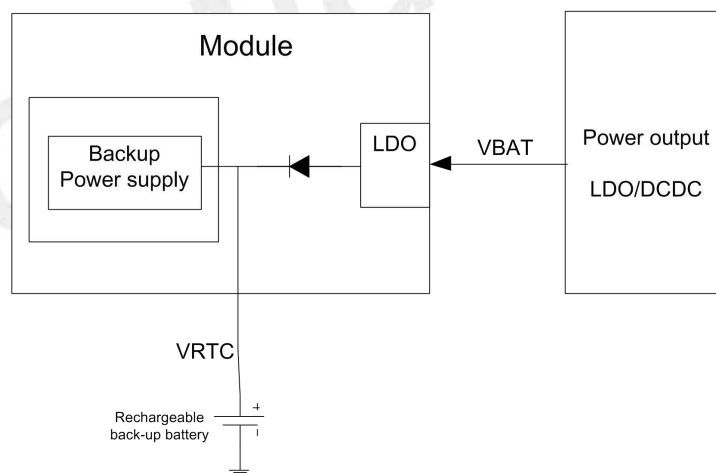 Module
Backup
Power supply
LDO
VBAT
Power output
LDO/DCDC
VRTC
Rechargeable
back-up battery
+